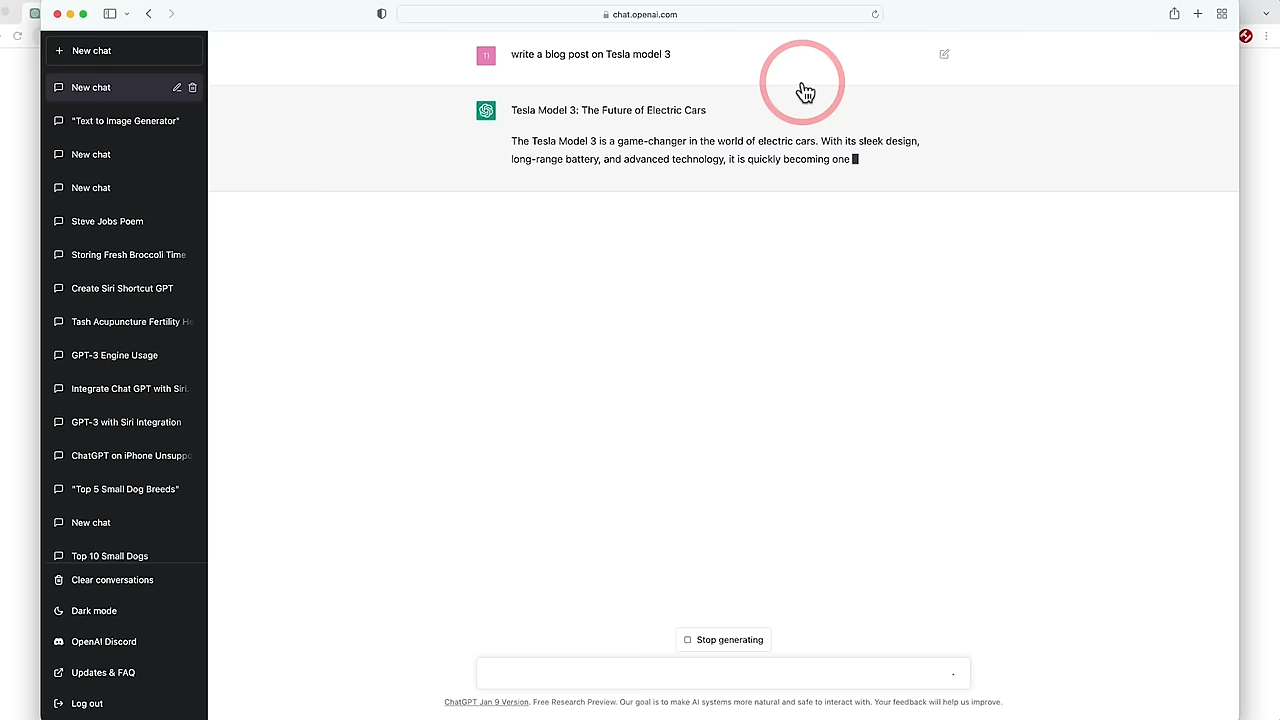 chat.openai.com
New chat
New chat
"Text to Image Generator"
New chat
New chat
Steve Jobs Poem
Storing Fresh Broccoli Time
Create Siri Shortcut GPT
Tash Acupuncture Fertility He
GPT-3 Engine Usage
Integrate Chat GPT with Siri.
GPT-3 with Siri Integration
ChatGPT on iPhone Unsuppo
"Top 5 Small Dog Breeds"
New chat
Top 10 Small Dogs
Clear conversations
Dark mode
OpenAI Discord
Updates & FAQ
Log out
TI
write a blog post on Tesla model 3
Tesla Model 3: The Future of Electric Cars
The Tesla Model 3 is a game-changer in the world of electric cars. With its sleek design,
long-range battery, and advanced technology, it is quickly becoming one
Stop generating
ChatGPT Jan 9 Version. Free Research Preview. Our goal is to make AI systems more natural and safe to interact with. Your feedback will help us improve.